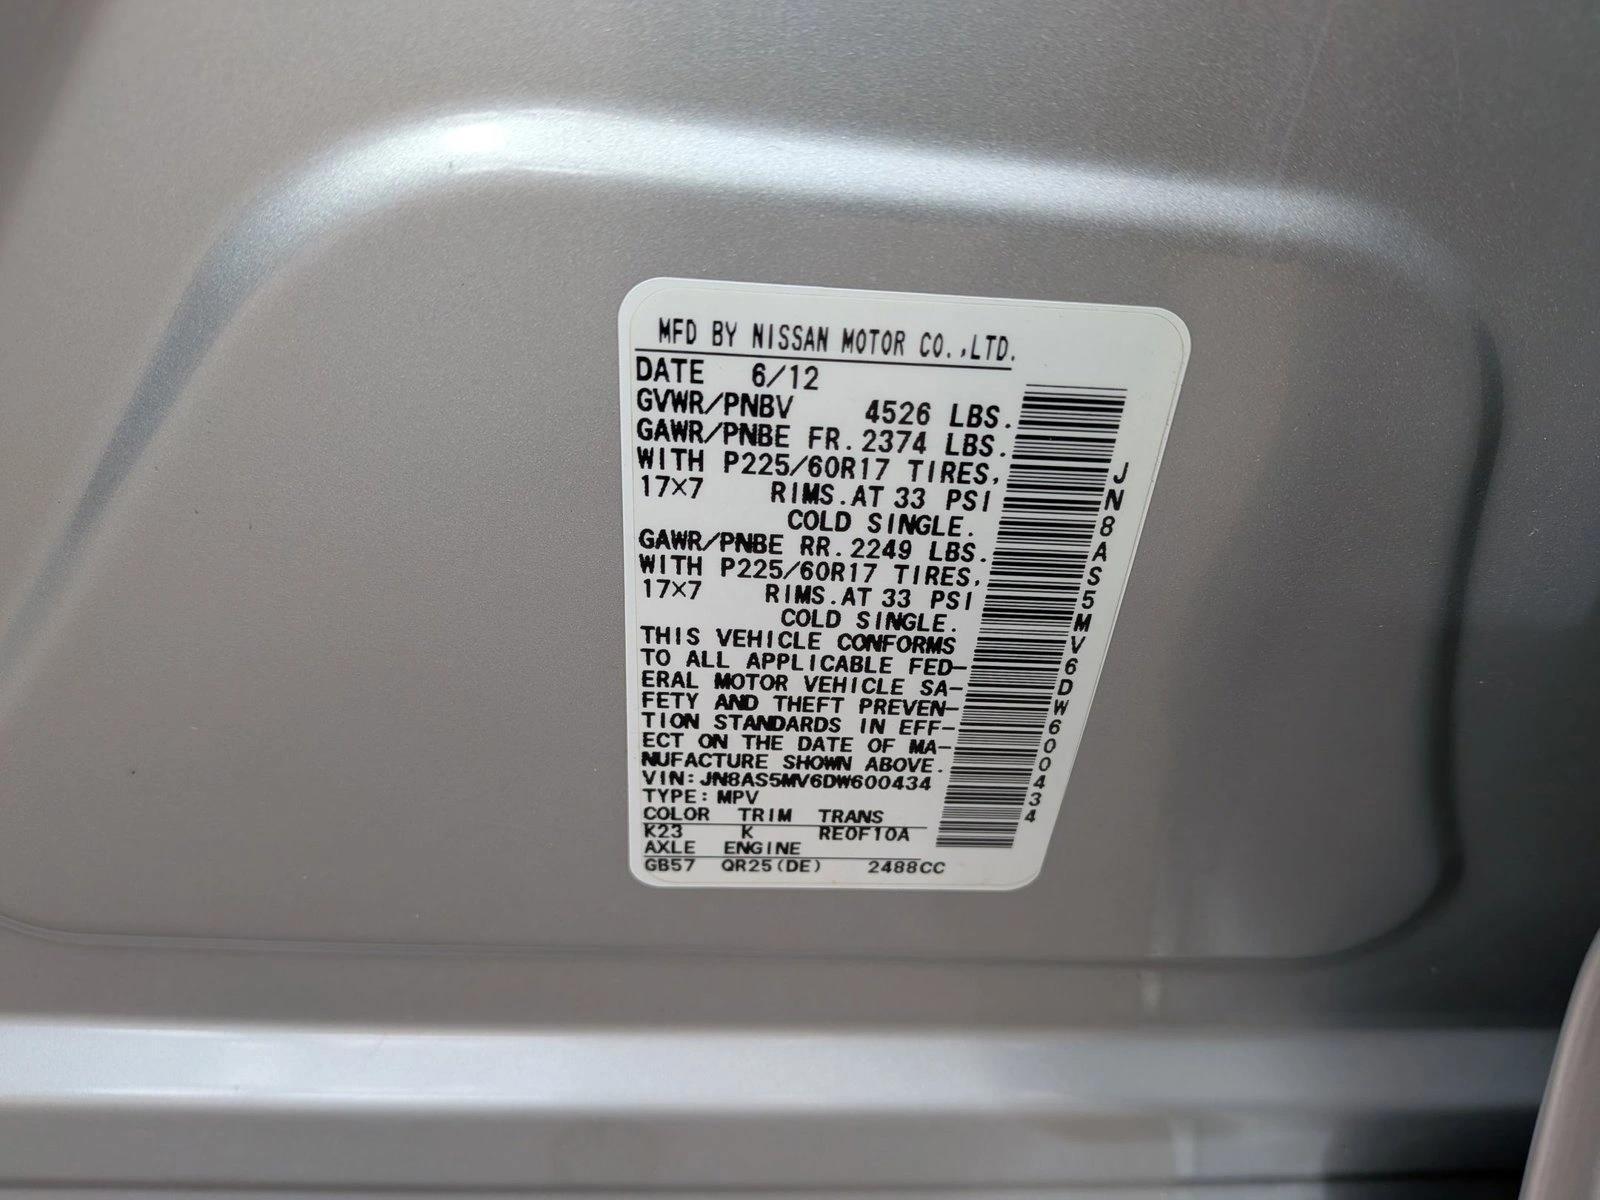 MFD BY NISSAN MOTOR CO.,LTD.
DATE 6/12
GVWR/PNBV 4526 LBS.
GAWR/PNBE FR. 2374 LBS.
WITH P225/60R17 TIRES,
17×7 RIMS. AT 33 PSI
COLD SINGLE.
GAWR/PNBE RR. 2249 LBS.
WITH P225/60R17 TIRES,
17×7 RIMS. AT 33 PSI
COLD SINGLE.
THIS VEHICLE CONFORMS
TO ALL APPLICABLE FED-
ERAL MOTOR VEHICLE SA-
FETY AND THEFT PREVEN-
TION STANDARDS IN EFF-
ECT ON THE DATE OF MA-
NUFACTURE SHOWN ABOVE.
VIN: JN8AS5MV6DW600434
TYPE: MPV
COLOR TRIM TRANS
K23 K RE0F10A
AXLE ENGINE
GB57 QR25(DE) 2488CC
JN8AS5MV6DW600434